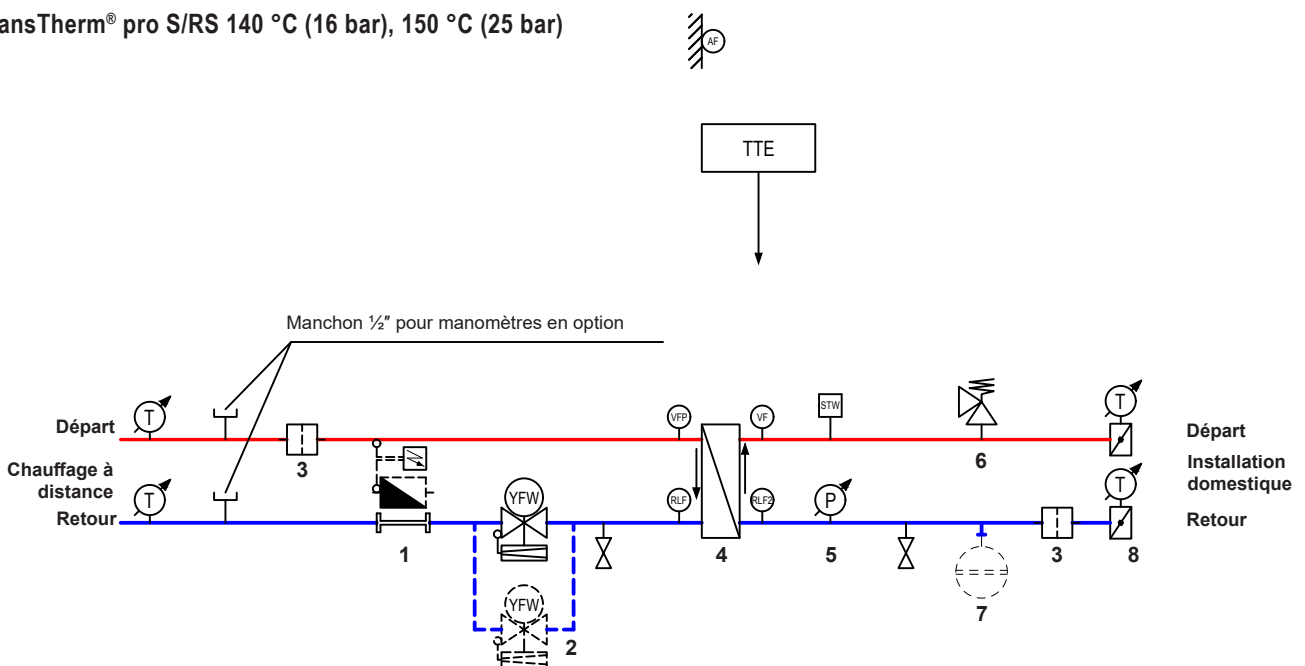 ansTherm® pro S/RS 140 °C (16 bar), 150 °C (25 bar)
AF
TTE
Manchon ½″ pour manomètres en option
Départ
T
3
VFP
VF
STW
6
T
Départ
Chauffage à
distance
Installation
domestique
Retour
T
1
YFW
RLF
4
RLF2
P
5
7
3
T
8
Retour
YFW
2